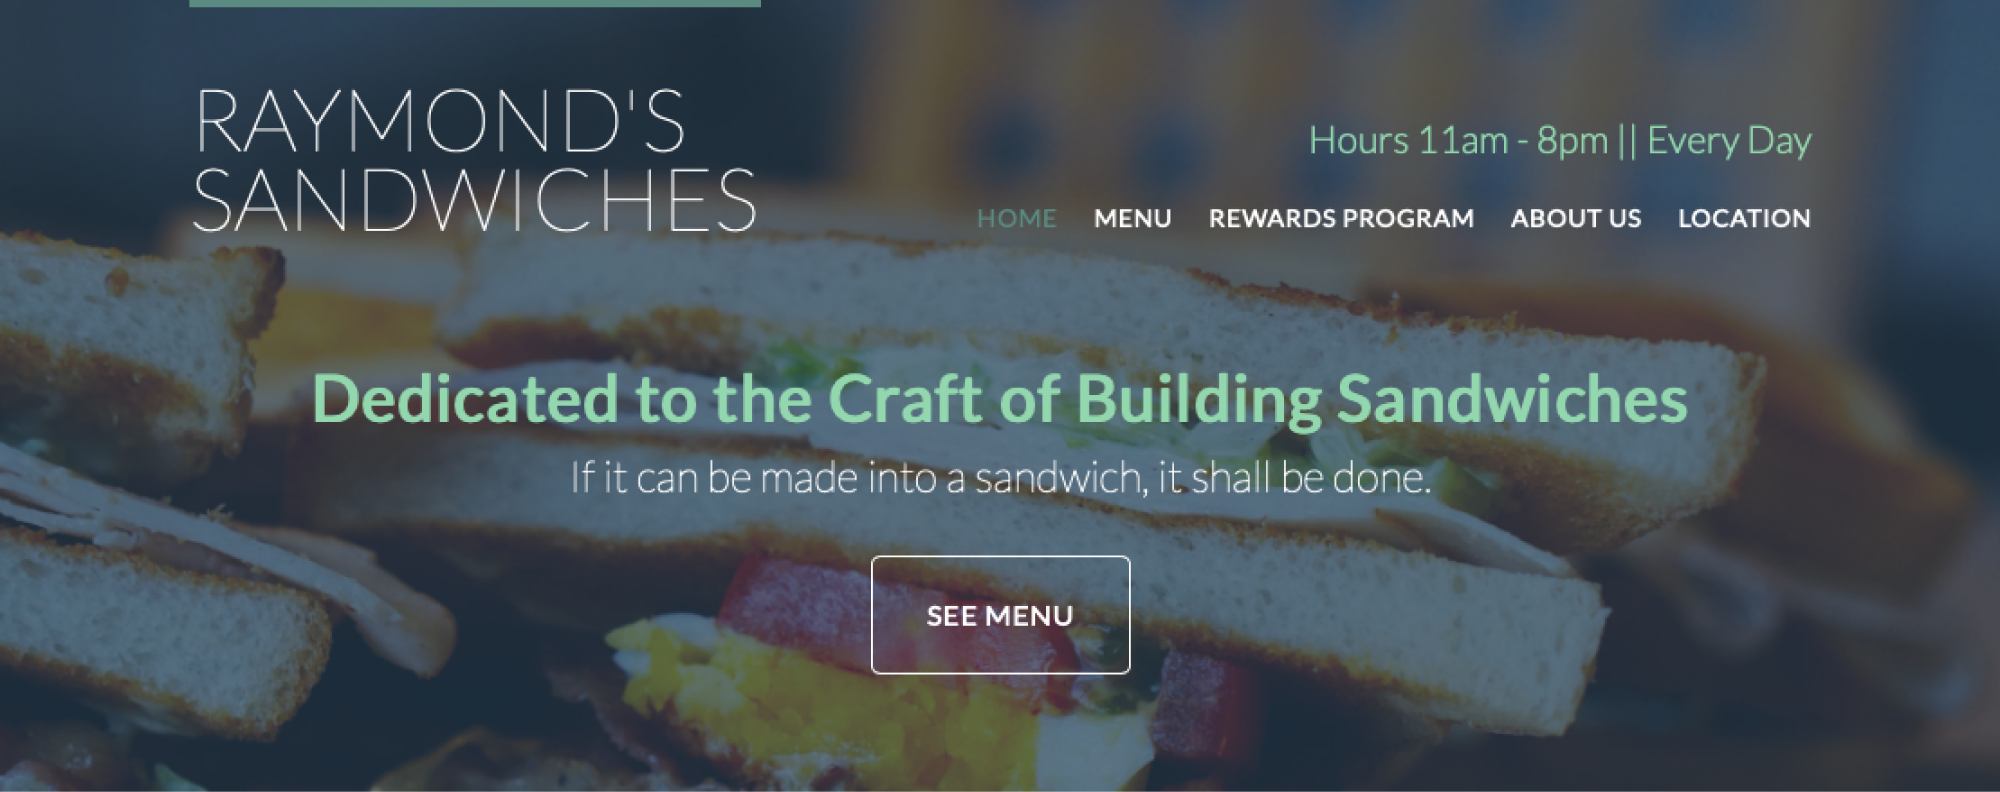 RAYMOND'S
SANDWICHES
Hours 11am - 8pm || Every Day
HOME MENU REWARDS PROGRAM ABOUT US LOCATION
Dedicated to the Craft of Building Sandwiches
If it can be made into a sandwich, it shall be done.
SEE MENU